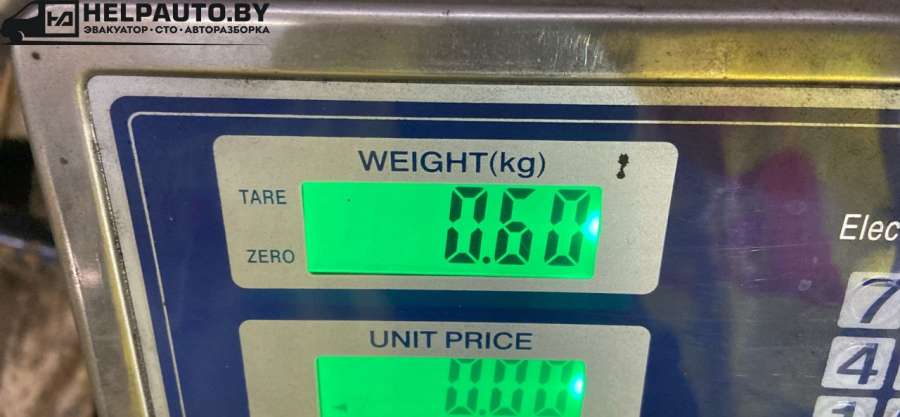 HELPAUTO.BY
ЭВАКУАТОР · СТО · АВТОРАЗБОРКА
WEIGHT(kg)
TARE
0.60
ZERO
Elec
UNIT PRICE
0.00
7
4